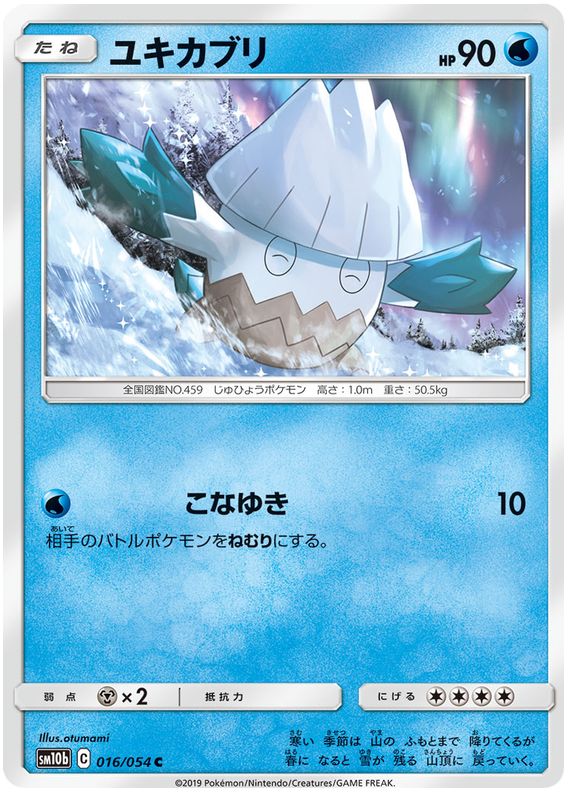 たね ユキカブリ HP90
全国図鑑NO.459 じゅひょうポケモン 高さ：1.0m 重さ：50.5kg
こなゆき 10
相手のバトルポケモンをねむりにする。
弱点 ×2 抵抗力 にげる
Illus.otumami
sm10b C 016/054 C
寒い 季節は 山の ふもとまで 降りてくるが
春に なると 雪が 残る 山頂に 戻っていく。
©2019 Pokémon/Nintendo/Creatures/GAME FREAK.